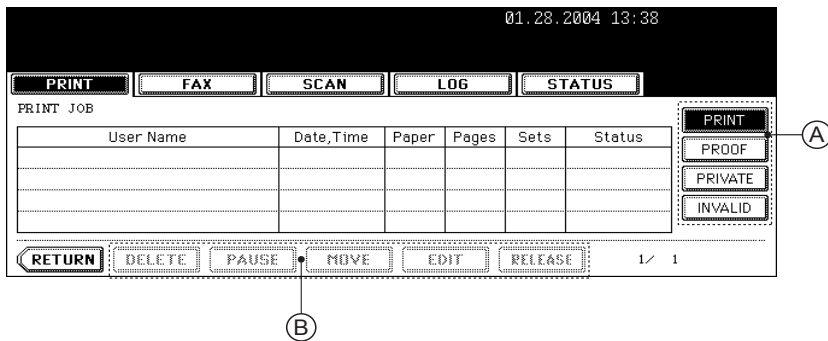 01.28.2004 13:38
PRINT FAX SCAN LOG STATUS
PRINT JOB
User Name Date,Time Paper Pages Sets Status
PRINT
PROOF
PRIVATE
INVALID
A
RETURN DELETE PAUSE MOVE EDIT RELEASE 1/ 1
B